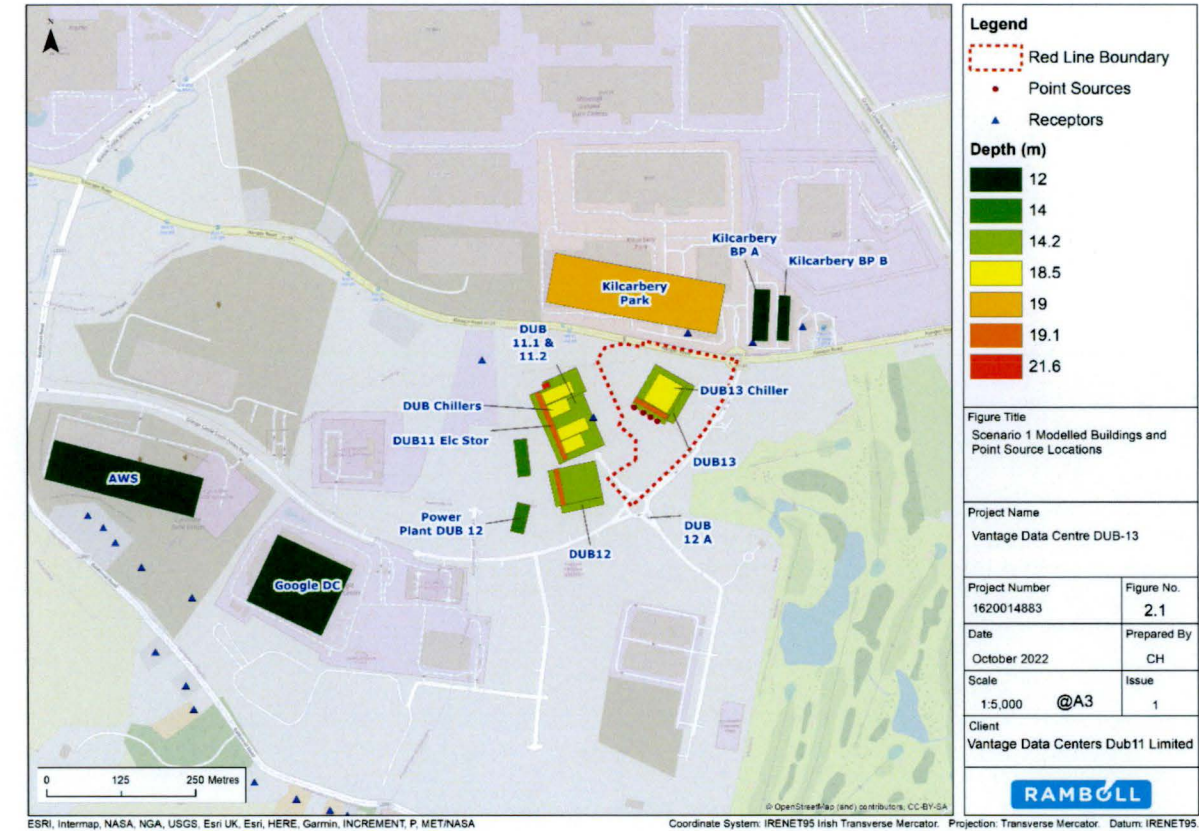 N
Kilcarbery
BP A
Kilcarbery BP B
Kilcarbery
Park
DUB
11.1 &
11.2
DUB13 Chiller
DUB Chillers
DUB11 Elc Stor
DUB13
AWS
Power
Plant DUB 12
DUB
12 A
DUB12
Google DC
0 125 250 Metres
© OpenStreetMap (and) contributors, CC-BY-SA
ESRI, Intermap, NASA, NGA, USGS, Esri UK, Esri, HERE, Garmin, INCREMENT, P, MET/NASA
Coordinate System: IRENET95 Irish Transverse Mercator. Projection: Transverse Mercator. Datum: IRENET95
Legend
Red Line Boundary
Point Sources
Receptors
Depth (m)
12
14
14.2
18.5
19
19.1
21.6
Figure Title
Scenario 1 Modelled Buildings and
Point Source Locations
Project Name
Vantage Data Centre DUB-13
Project Number
1620014883
Figure No.
2.1
Date
October 2022
Prepared By
CH
Scale
1:5,000 @A3
Issue
1
Client
Vantage Data Centers Dub11 Limited
RAMBOLL